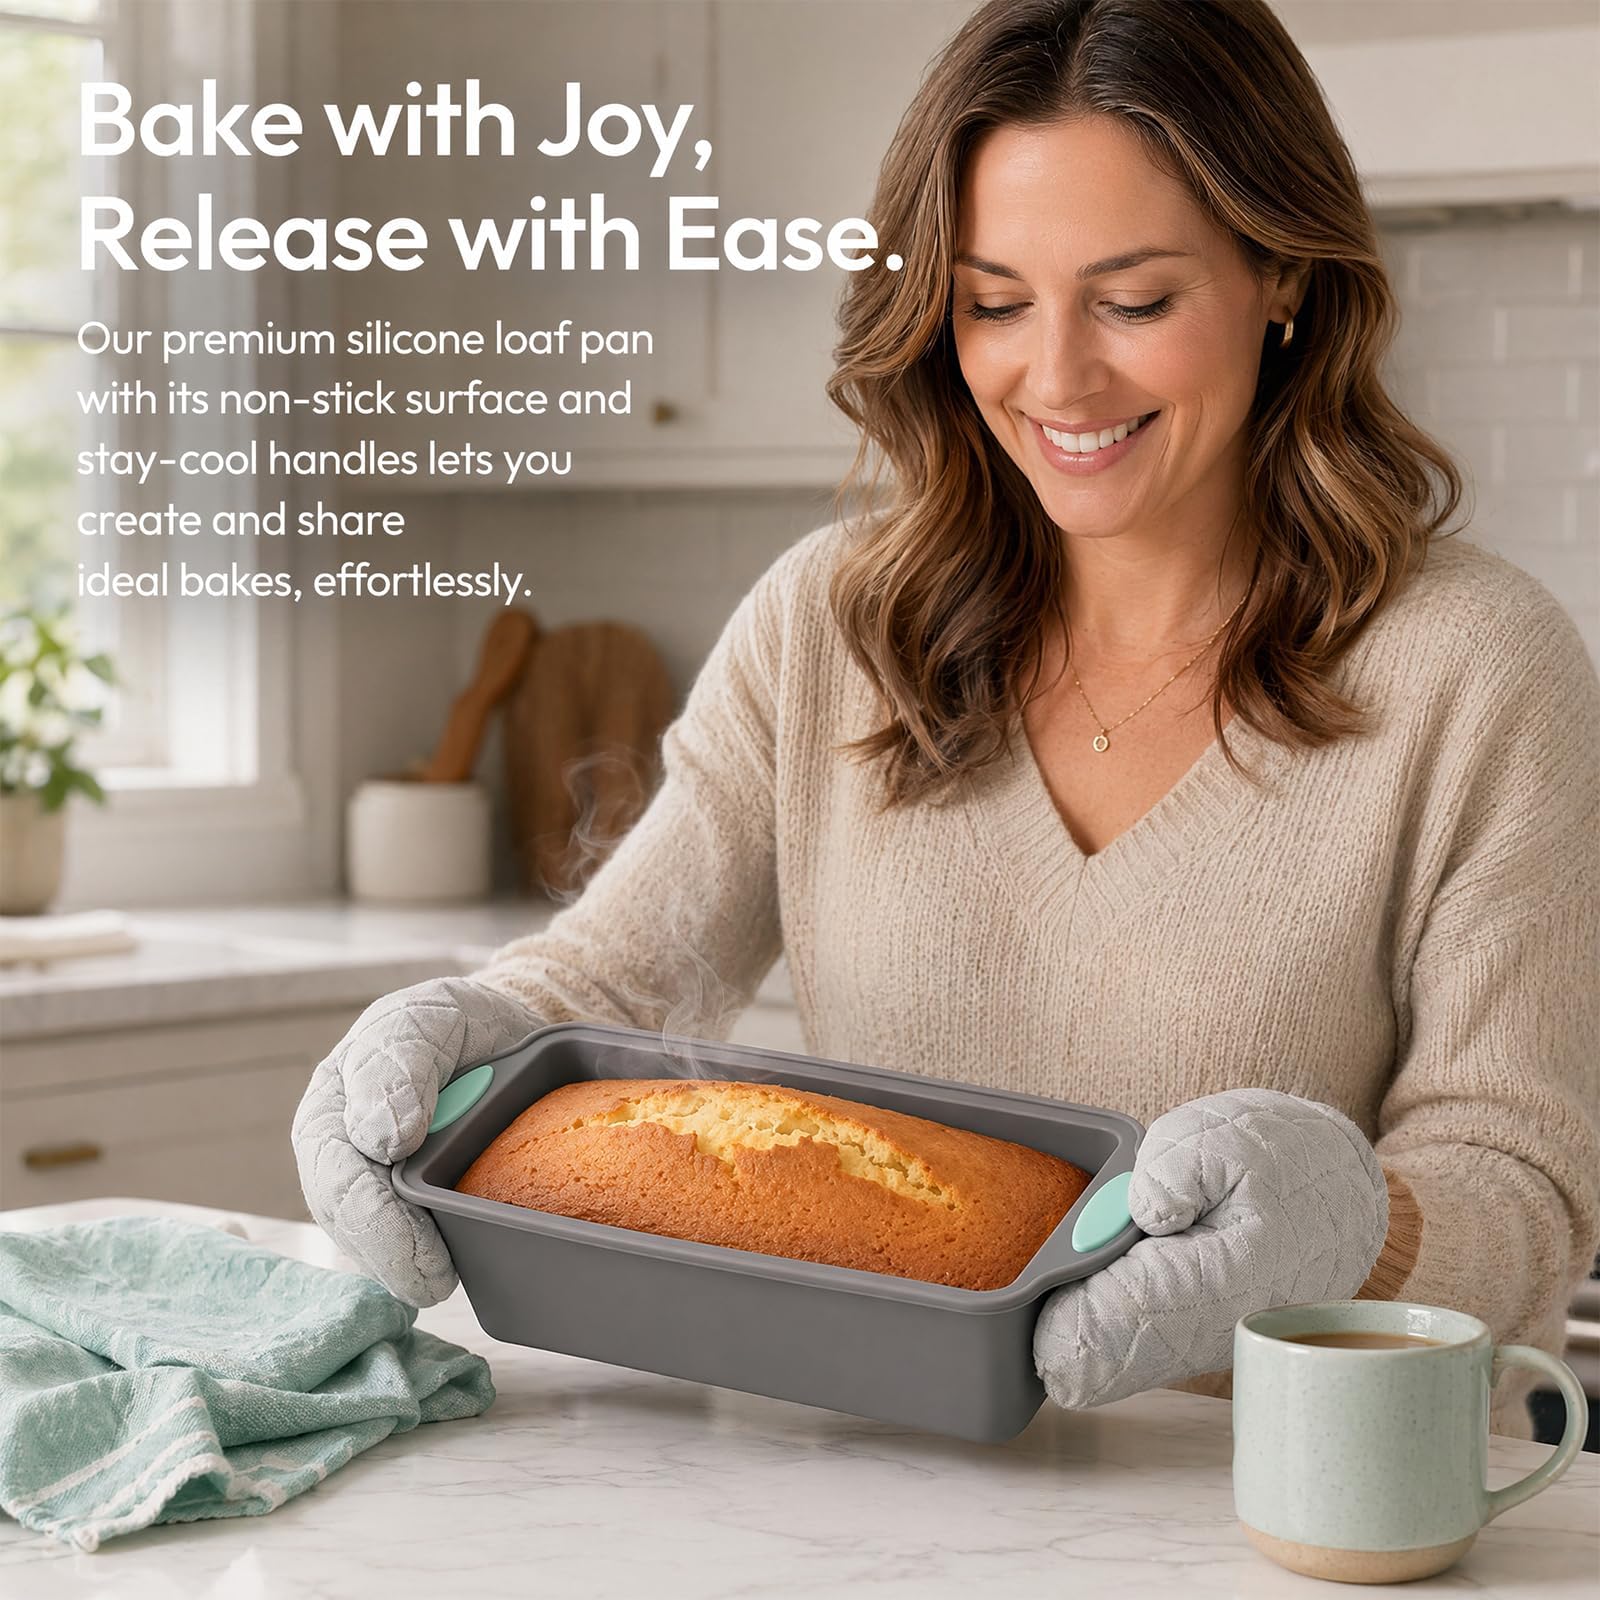 Bake with Joy,
Release with Ease.
Our premium silicone loaf pan
with its non-stick surface and
stay-cool handles lets you
create and share
ideal bakes, effortlessly.